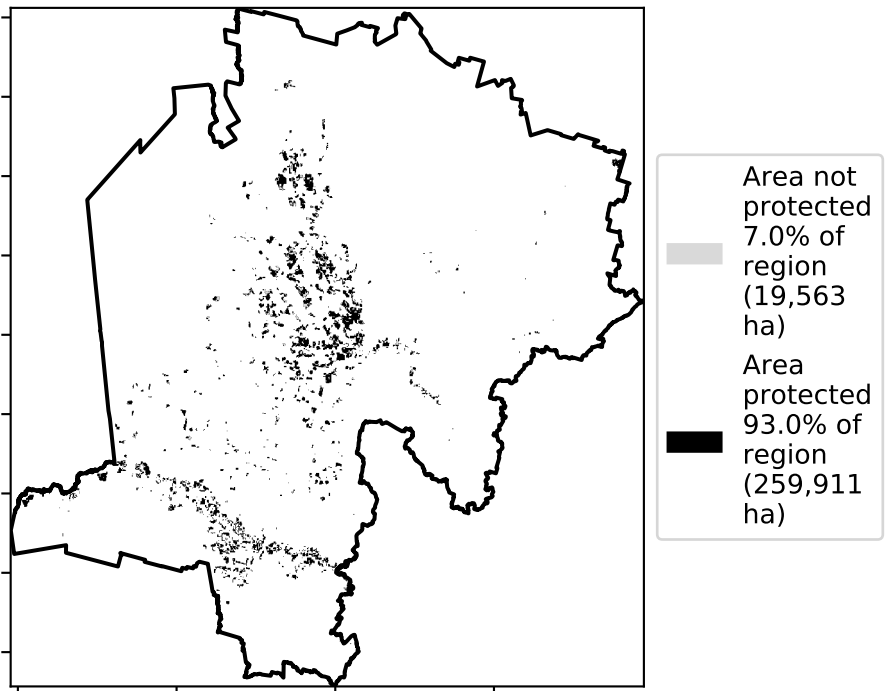 Area not
protected
7.0% of
region
(19,563
ha)
Area
protected
93.0% of
region
(259,911
ha)